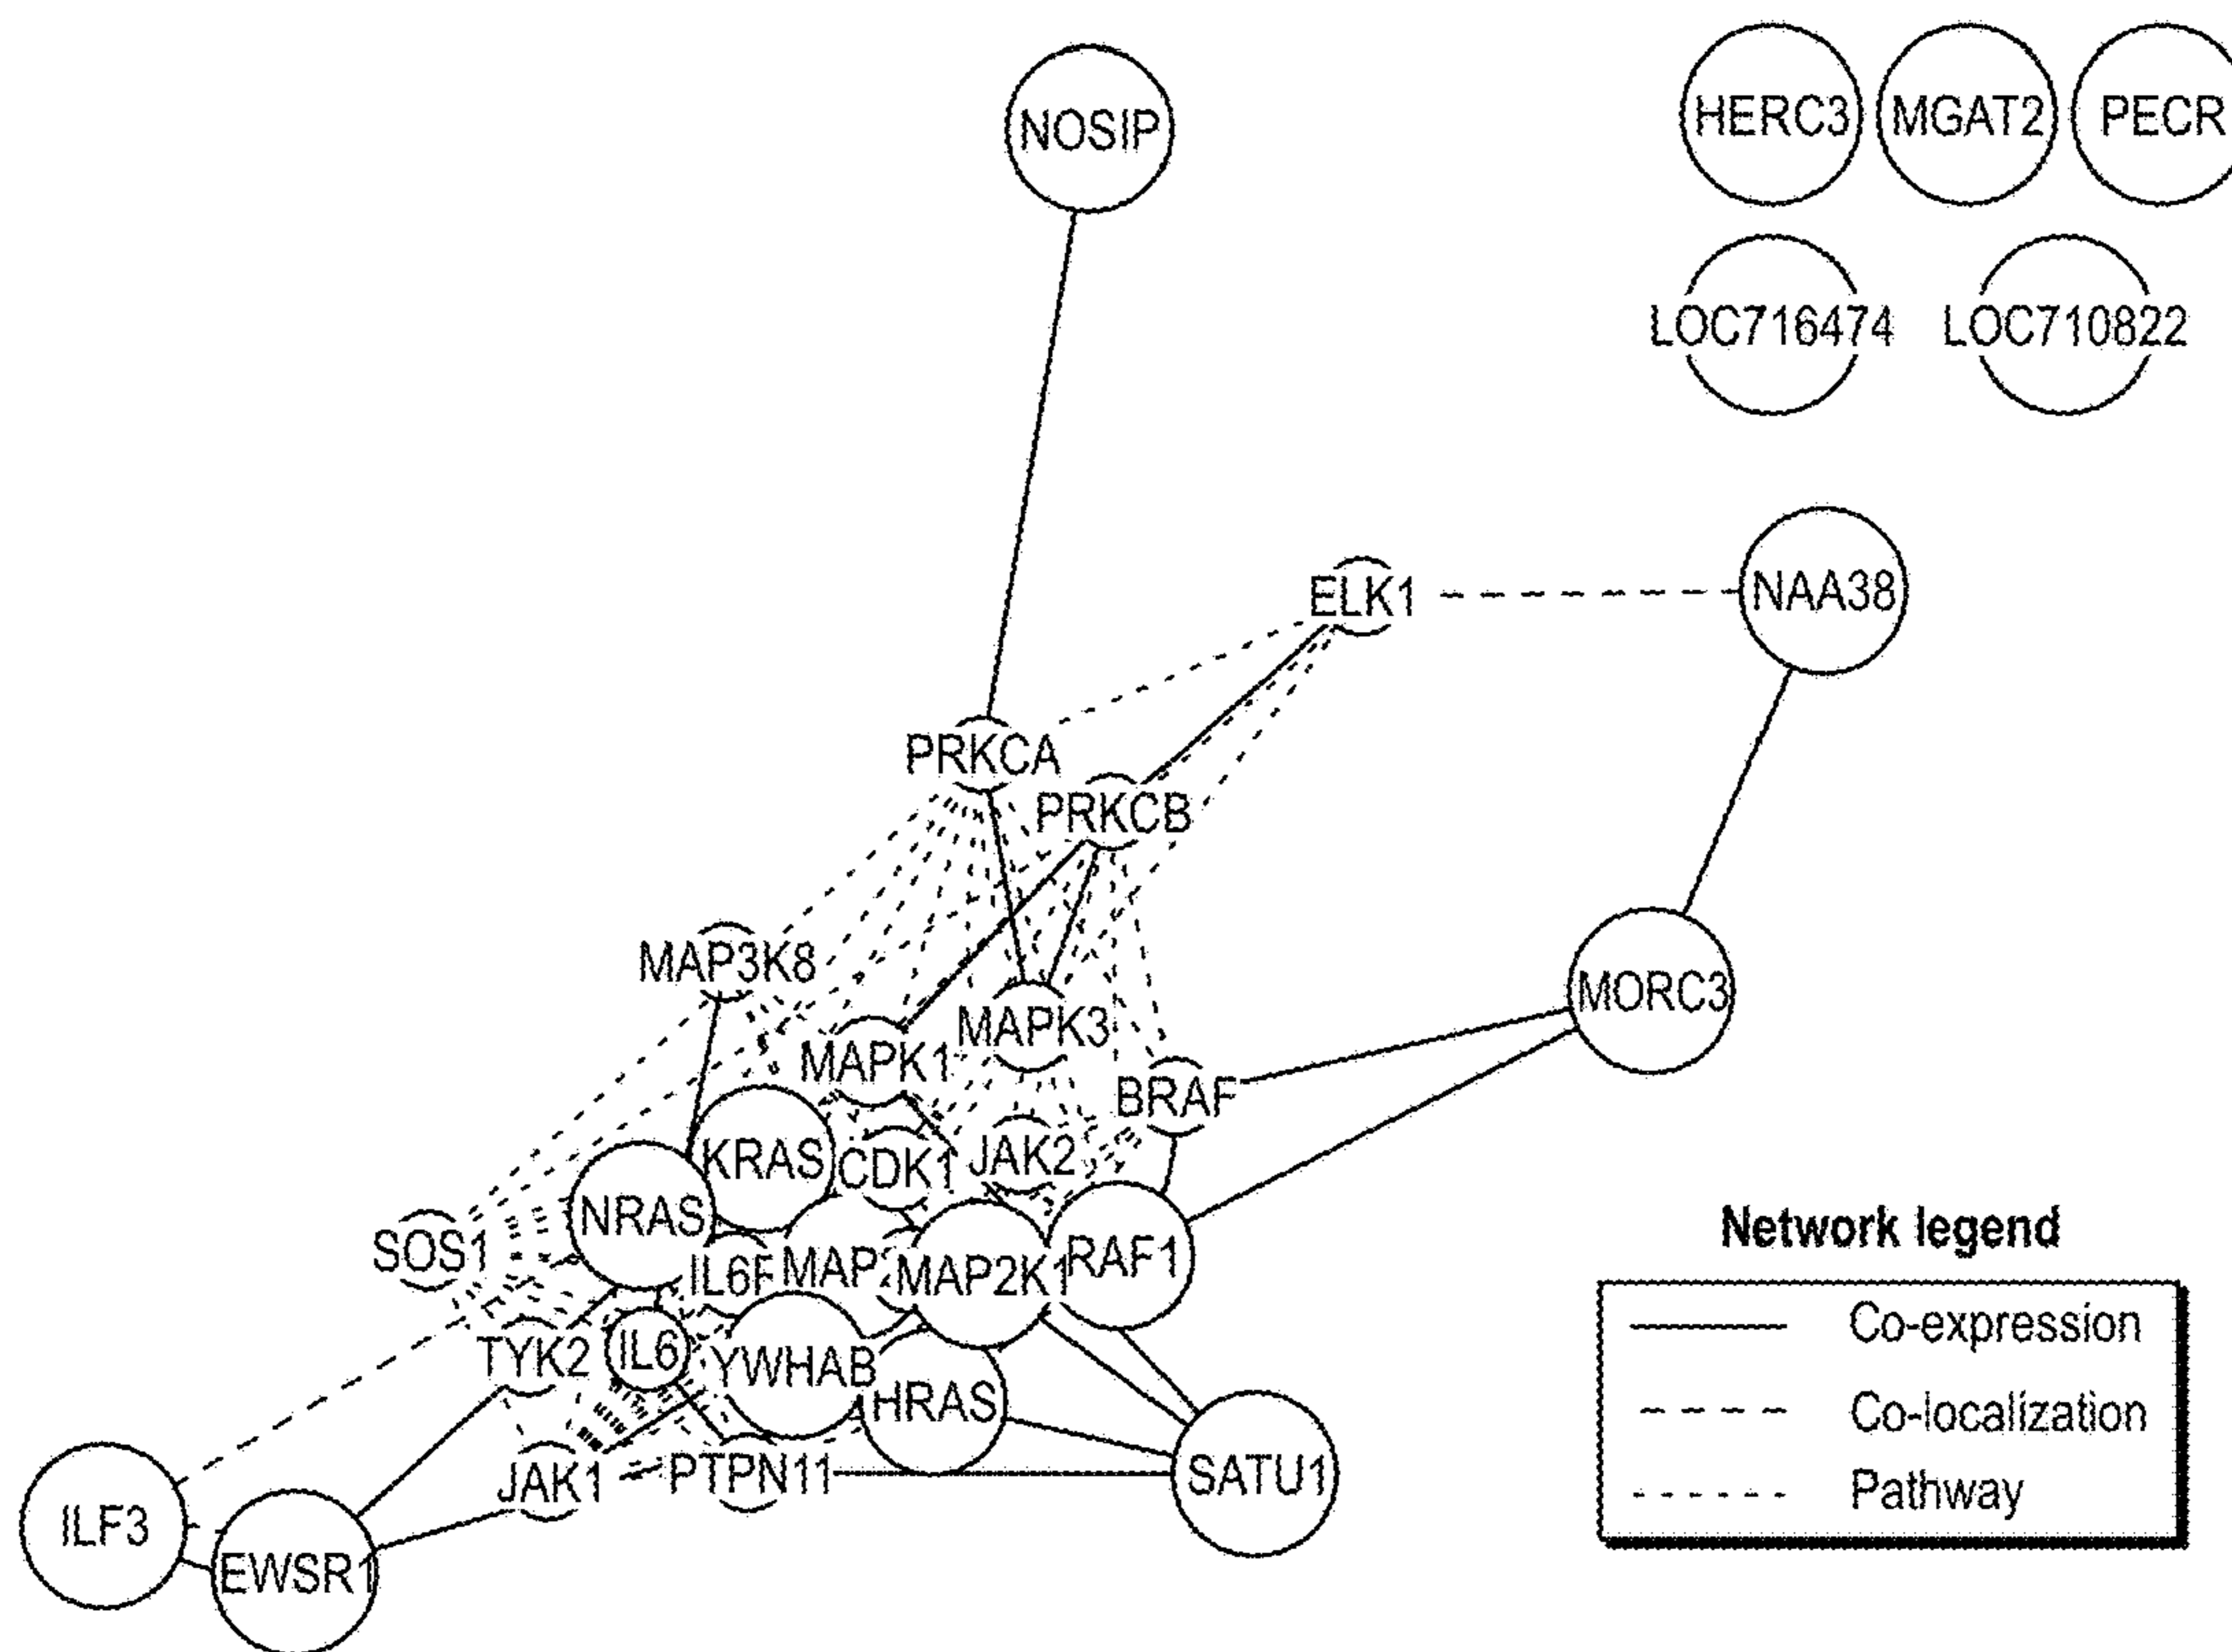 NOSIP
HERC3 MGAT2 PECR
LOC716474 LOC710822
ELK1 NAA38
PRKCA
PRKCB
MAP3K8
MORC3
MAPK3
MAPK1
BRAF
KRAS CDK1 JAK2
NRAS
SOS1
IL6R MAP2 MAP2K1 RAF1
TYK2 IL6 YWHAB
HRAS
JAK1 PTPN11 SATU1
ILF3
EWSR1
Network legend
Co-expression
Co-localization
Pathway